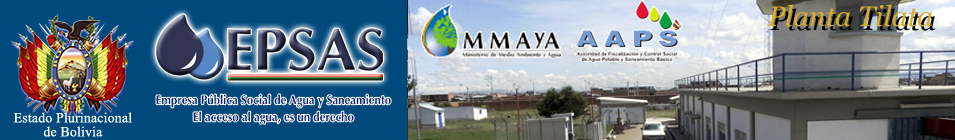 Estado Plurinacional
de Bolivia
EPSAS
Empresa Pública Social de Agua y Saneamiento
El acceso al agua, es un derecho
MMAyA
Ministerio de Medio Ambiente y Agua
AAPS
Autoridad de Fiscalización y Control Social
de Agua Potable y Saneamiento Básico
Planta Tilata